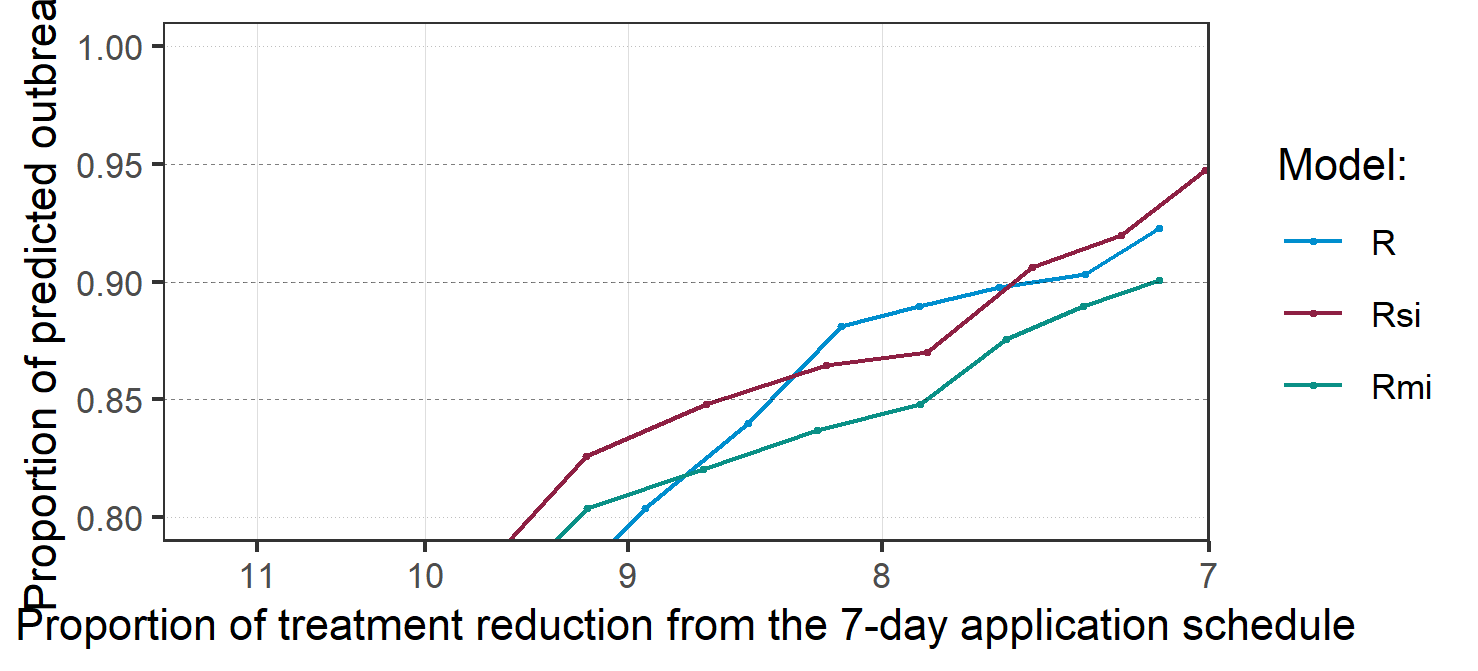 Proportion of predicted outbrea
1.00
0.95
0.90
0.85
0.80
11 10 9 8 7
Proportion of treatment reduction from the 7-day application schedule
Model:
R
Rsi
Rmi